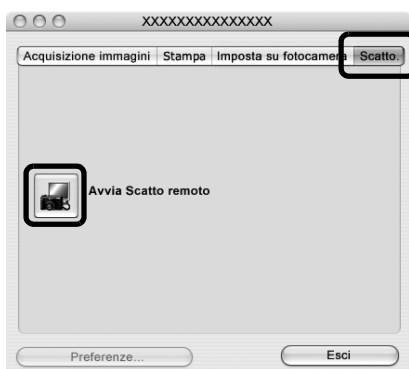 XXXXXXXXXXXXXXX
Acquisizione immagini Stampa Imposta su fotocamera Scatto.
Avvia Scatto remoto
Preferenze... Esci